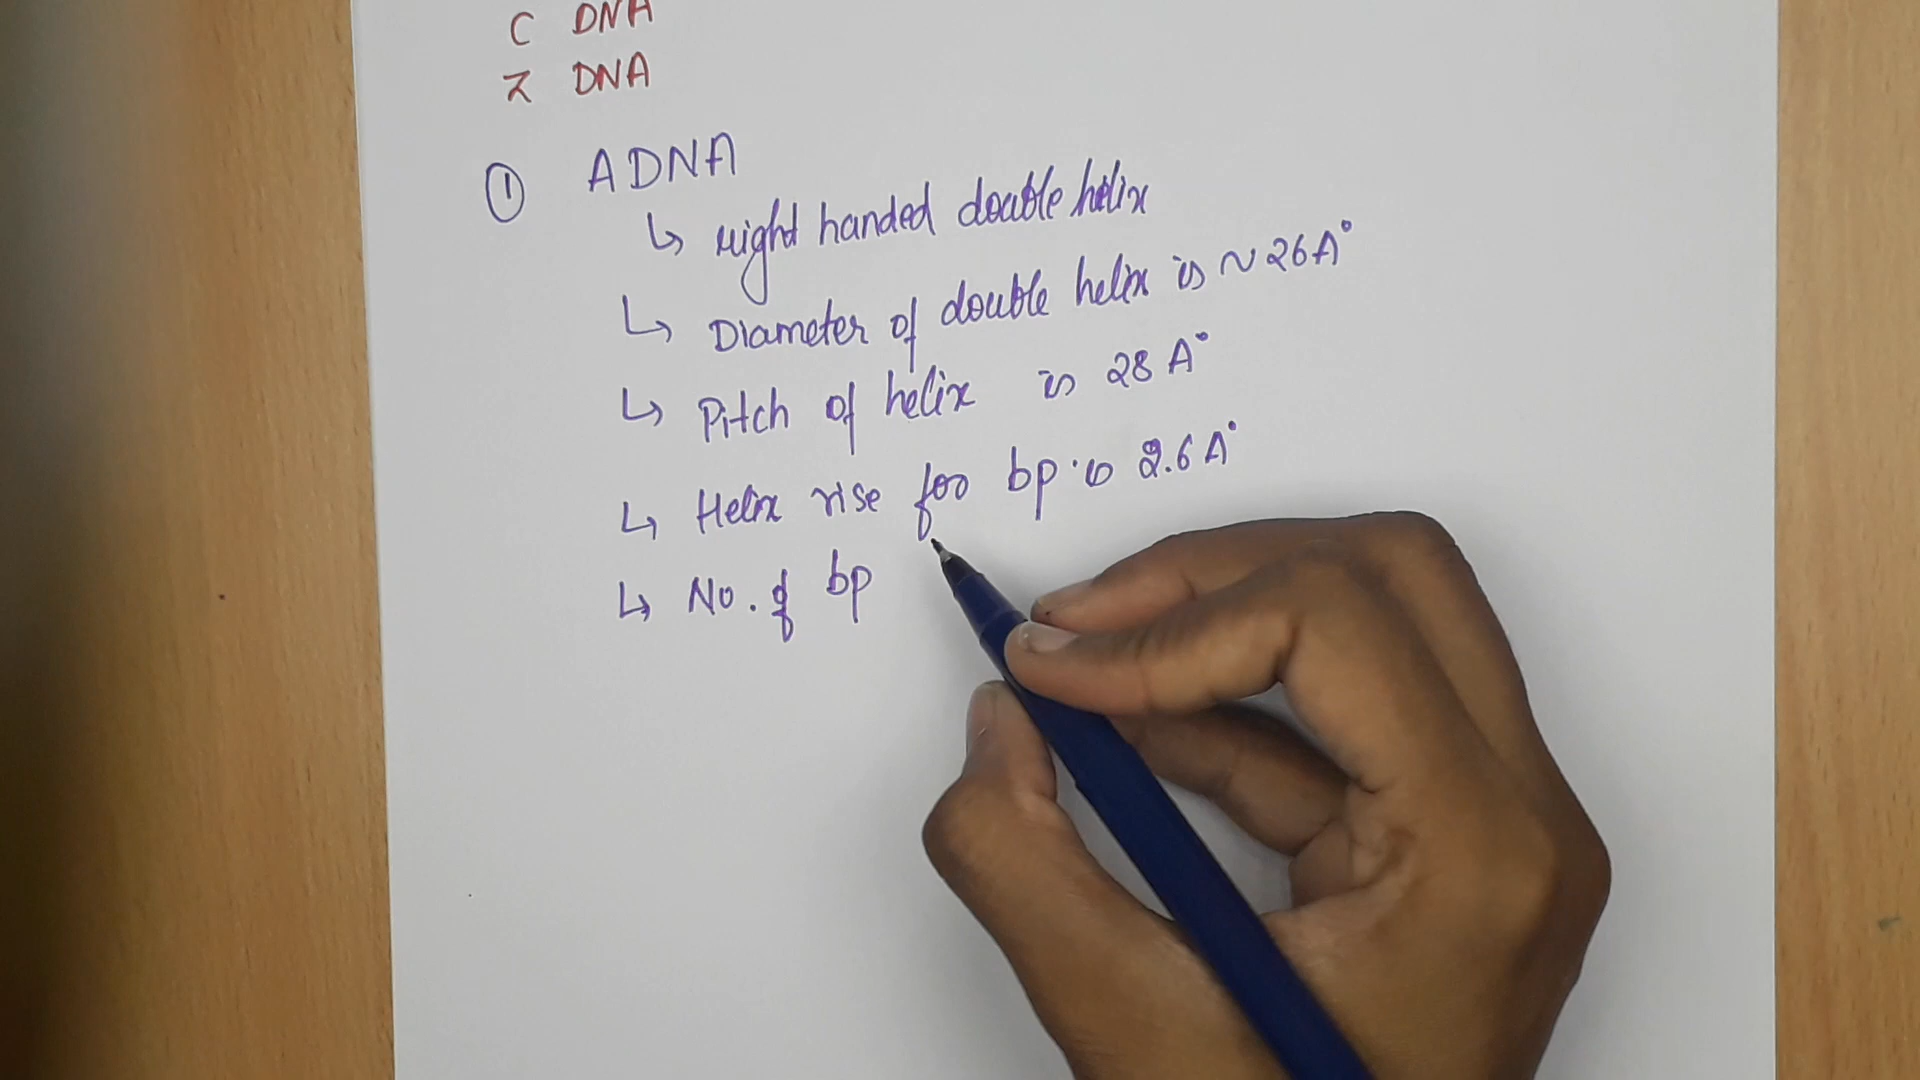 C DNA
Z DNA
① ADNA
↳ right handed double helix
↳ Diameter of double helix is ~26A°
↳ Pitch of helix is 28 A°
↳ Helix rise for bp is 2.6 A°
↳ No. of bp